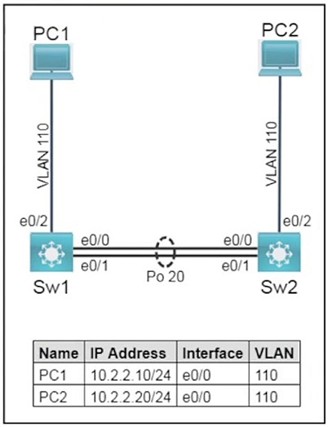 PC1
PC2
VLAN 110
VLAN 110
e0/2
e0/2
e0/0
e0/0
e0/1
e0/1
Po 20
Sw1
Sw2
Name IP Address Interface VLAN
PC1 10.2.2.10/24 e0/0 110
PC2 10.2.2.20/24 e0/0 110